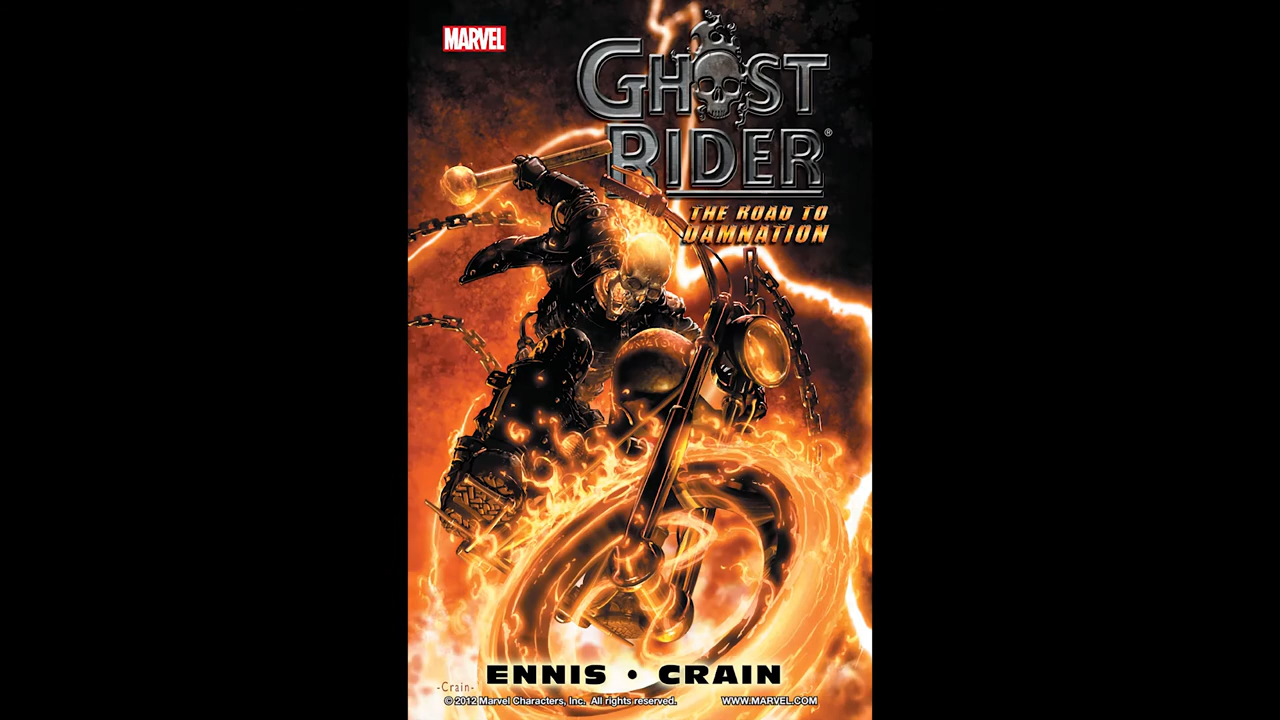 MARVEL
GHOST
RIDER®
THE ROAD TO
DAMNATION
ENNIS • CRAIN
-Crain-
© 2012 Marvel Characters, Inc. All rights reserved. WWW.MARVEL.COM